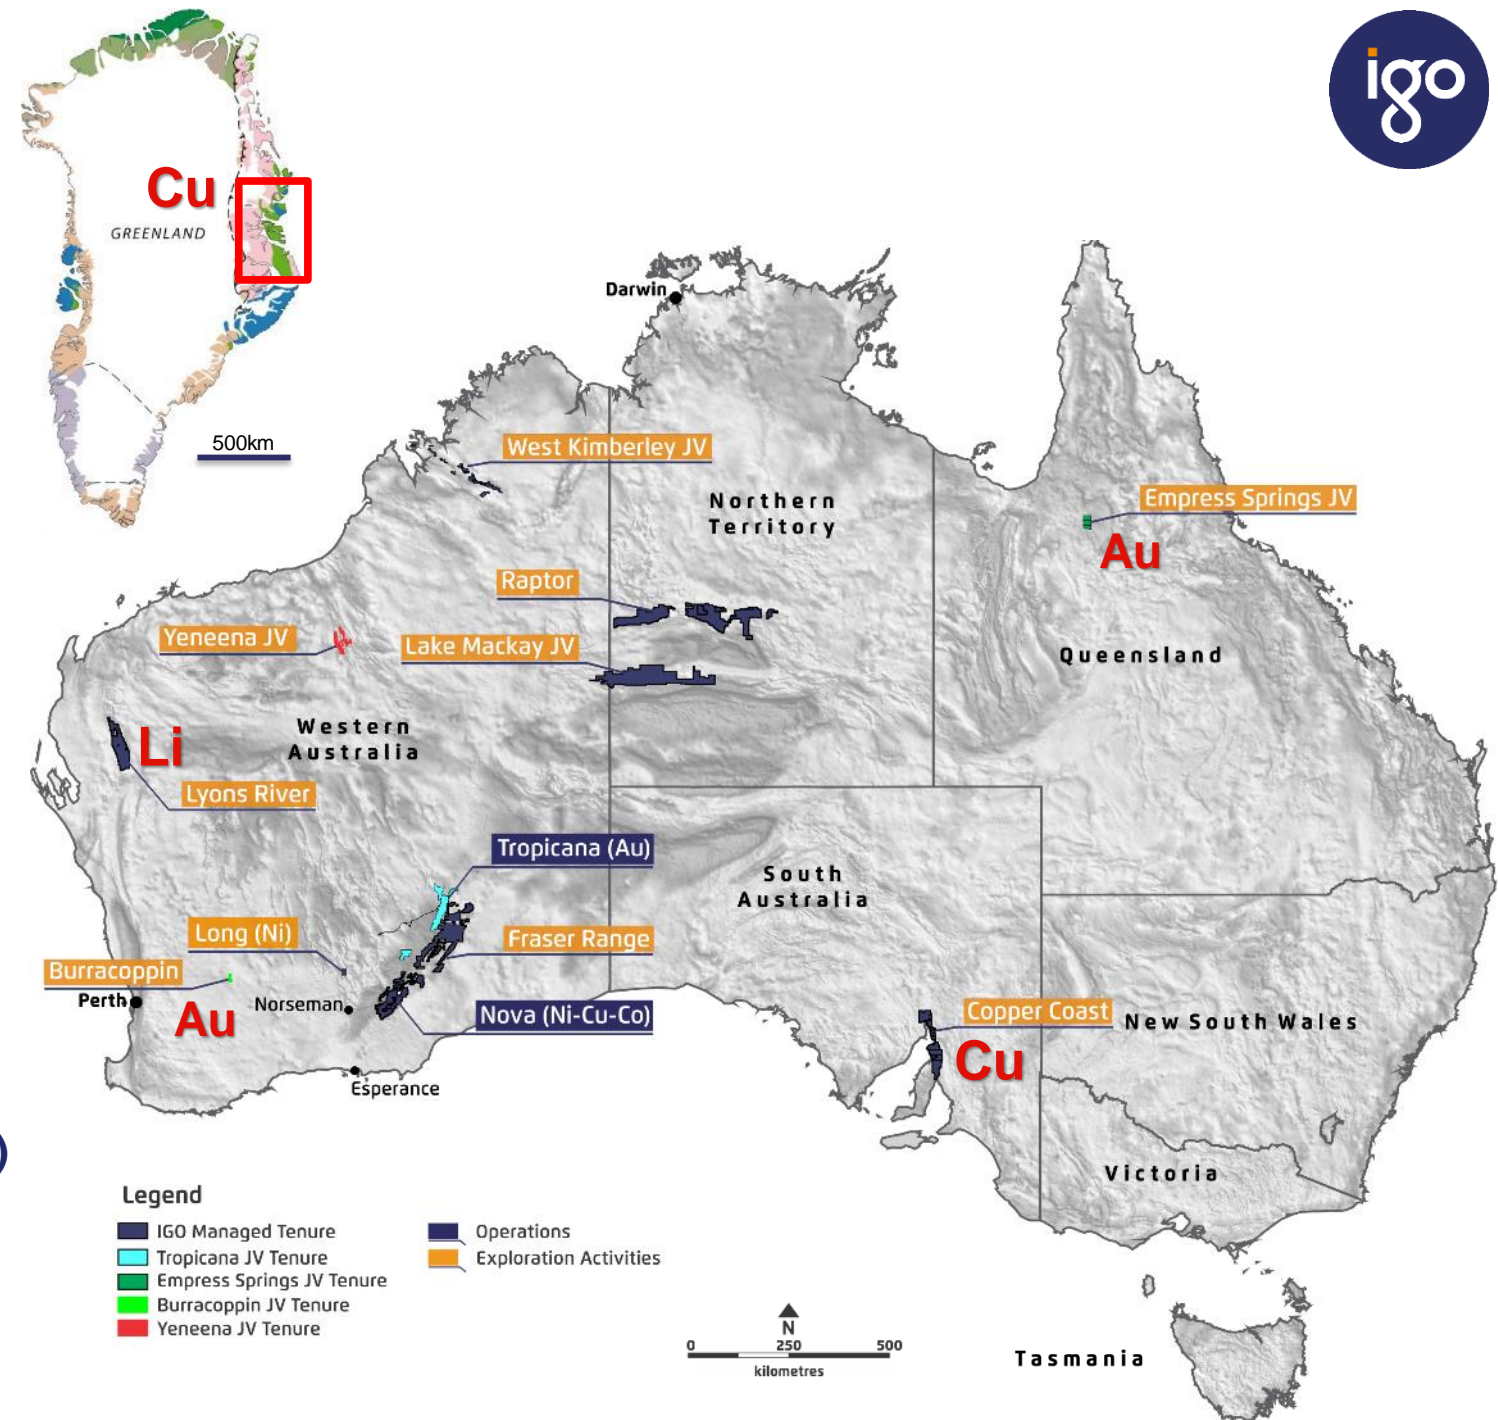 igo
Cu
GREENLAND
500km
Darwin
West Kimberley JV
Northern
Territory
Empress Springs JV
Au
Raptor
Yeneena JV
Lake Mackay JV
Queensland
Western
Australia
Li
Lyons River
Tropicana (Au)
South
Australia
Long (Ni)
Fraser Range
Burracoppin
Perth
Au
Norseman
Nova (Ni-Cu-Co)
Copper Coast
New South Wales
Cu
Esperance
Victoria
)
Legend
IGO Managed Tenure
Tropicana JV Tenure
Empress Springs JV Tenure
Burracoppin JV Tenure
Yeneena JV Tenure
Operations
Exploration Activities
N
0 250 500
kilometres
Tasmania